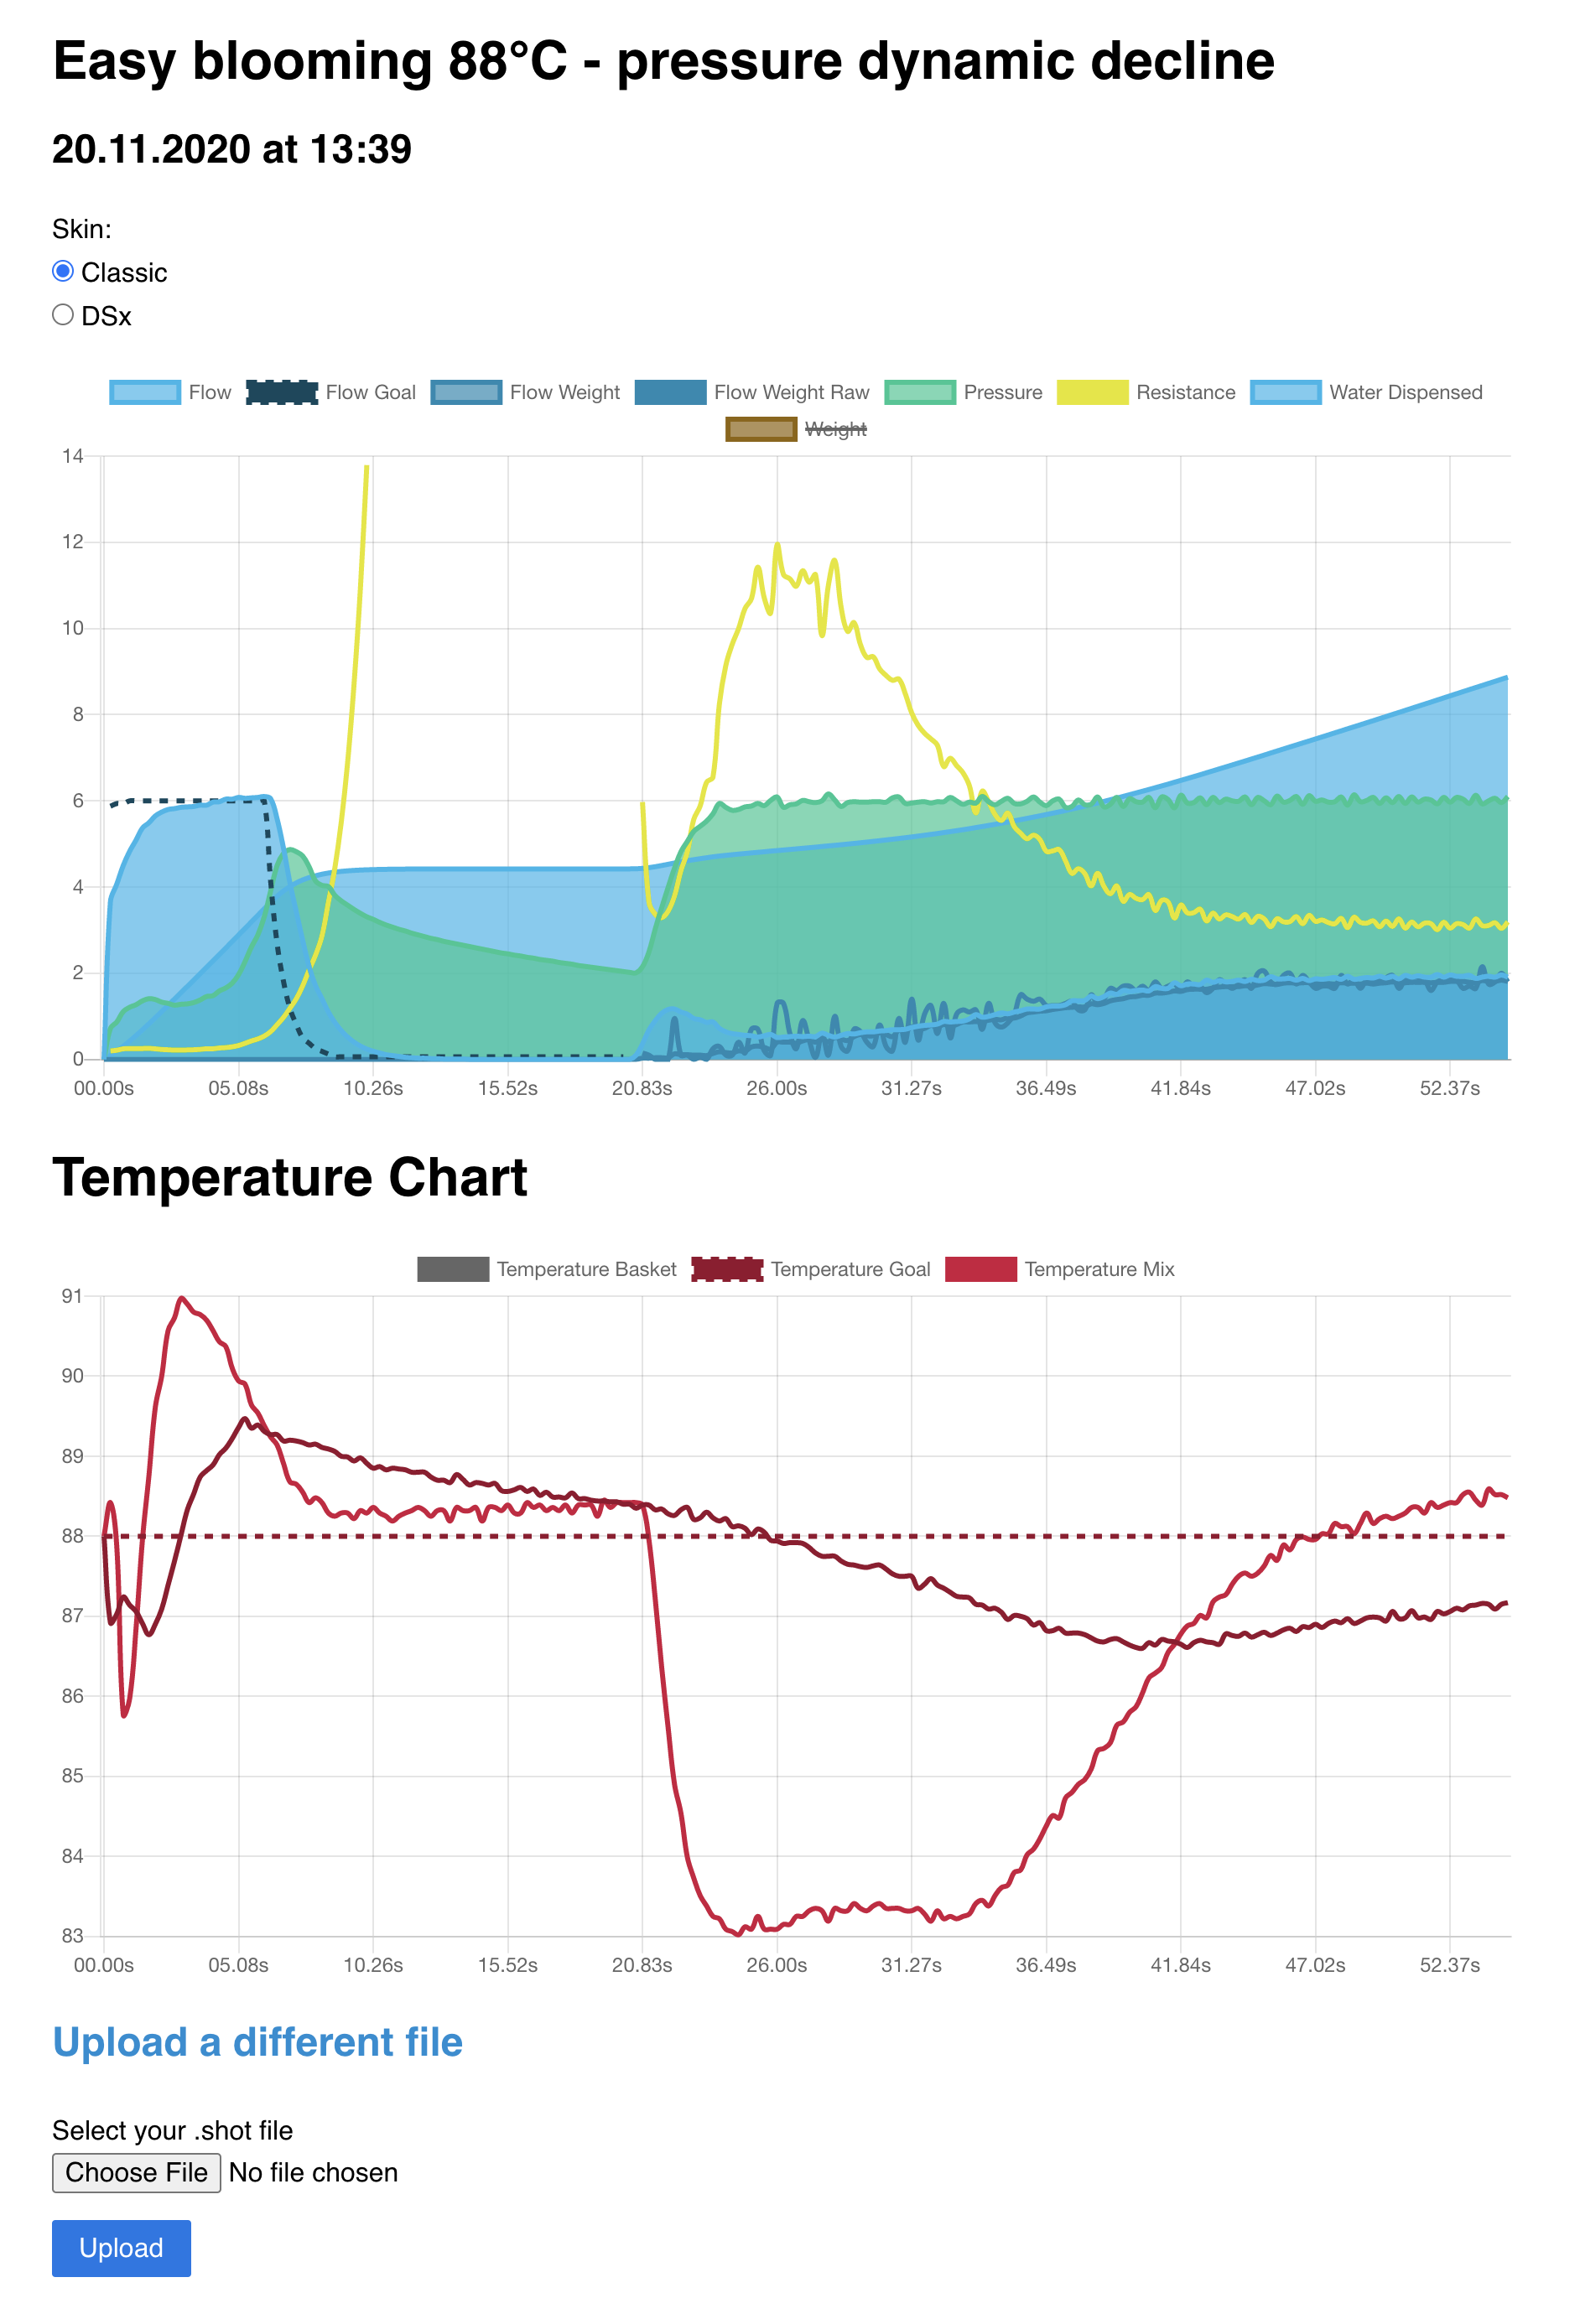 Easy blooming 88°C - pressure dynamic decline
20.11.2020 at 13:39
Skin:
Classic
DSx
Flow Flow Goal Flow Weight Flow Weight Raw Pressure Resistance Water Dispensed
Weight
14
12
10
8
6
4
2
0
00.00s 05.08s 10.26s 15.52s 20.83s 26.00s 31.27s 36.49s 41.84s 47.02s 52.37s
Temperature Chart
Temperature Basket Temperature Goal Temperature Mix
91
90
89
88
87
86
85
84
83
00.00s 05.08s 10.26s 15.52s 20.83s 26.00s 31.27s 36.49s 41.84s 47.02s 52.37s
Upload a different file
Select your .shot file
Choose File No file chosen
Upload